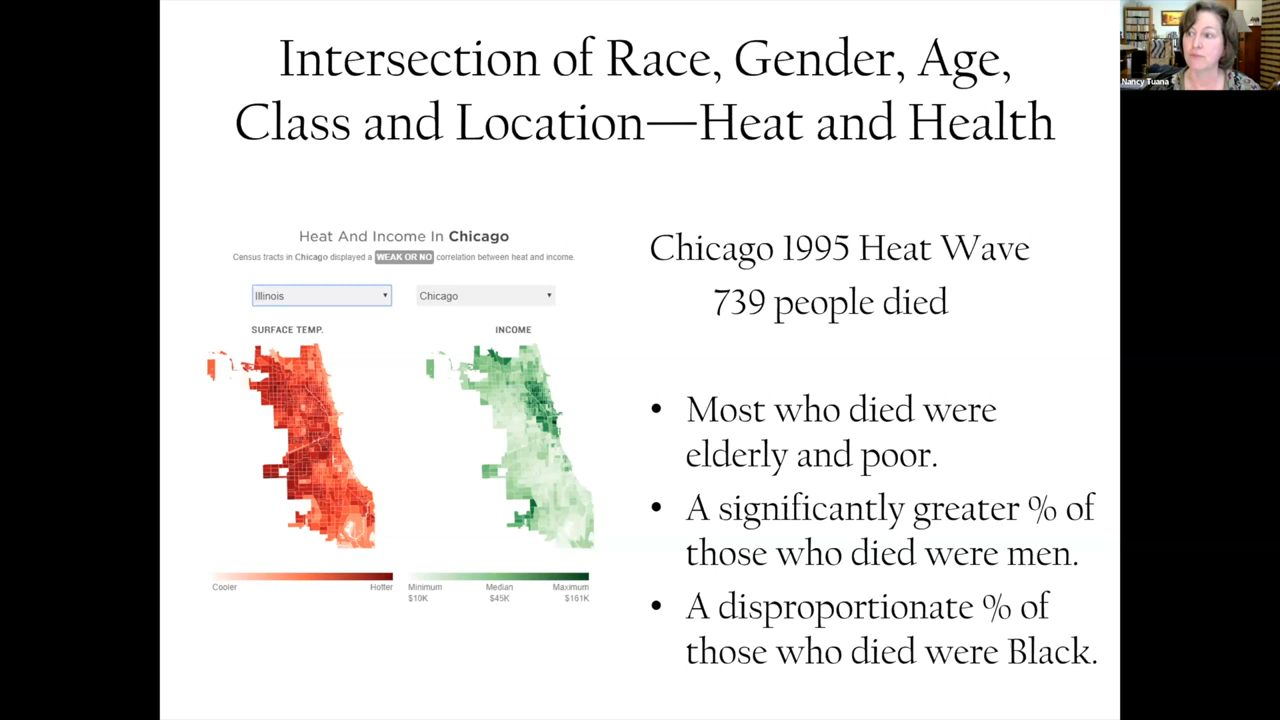 Intersection of Race, Gender, Age,
Class and Location—Heat and Health
Nancy Tuana
Heat And Income In Chicago
Census tracts in Chicago displayed a WEAK OR NO correlation between heat and income.
Illinois
Chicago
SURFACE TEMP.
INCOME
Cooler
Hotter
Minimum
$10K
Median
$45K
Maximum
$161K
Chicago 1995 Heat Wave
739 people died
• Most who died were
elderly and poor.
• A significantly greater % of
those who died were men.
• A disproportionate % of
those who died were Black.